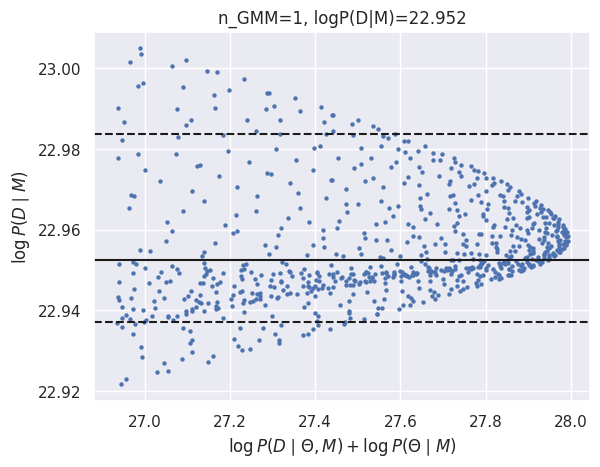 n_GMM=1, logP(D|M)=22.952
log P(D | M)
23.00
22.98
22.96
22.94
22.92
27.0 27.2 27.4 27.6 27.8 28.0
log P(D | Θ, M) + log P(Θ | M)